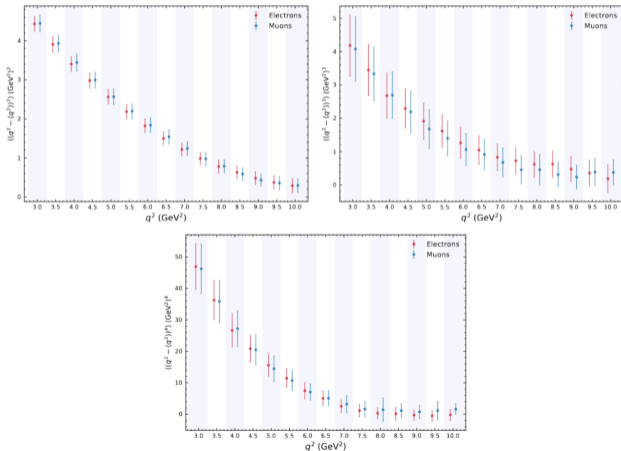 Electrons
Muons
⟨(q² − ⟨q²⟩)²⟩ (GeV²)²
4
3
2
1
0
3.0 3.5 4.0 4.5 5.0 5.5 6.0 6.5 7.0 7.5 8.0 8.5 9.0 9.5 10.0
q² (GeV²)
Electrons
Muons
⟨(q² − ⟨q²⟩)³⟩ (GeV²)³
5
4
3
2
1
0
3.0 3.5 4.0 4.5 5.0 5.5 6.0 6.5 7.0 7.5 8.0 8.5 9.0 9.5 10.0
q² (GeV²)
Electrons
Muons
⟨(q² − ⟨q²⟩)⁴⟩ (GeV²)⁴
50
40
30
20
10
0
3.0 3.5 4.0 4.5 5.0 5.5 6.0 6.5 7.0 7.5 8.0 8.5 9.0 9.5 10.0
q² (GeV²)